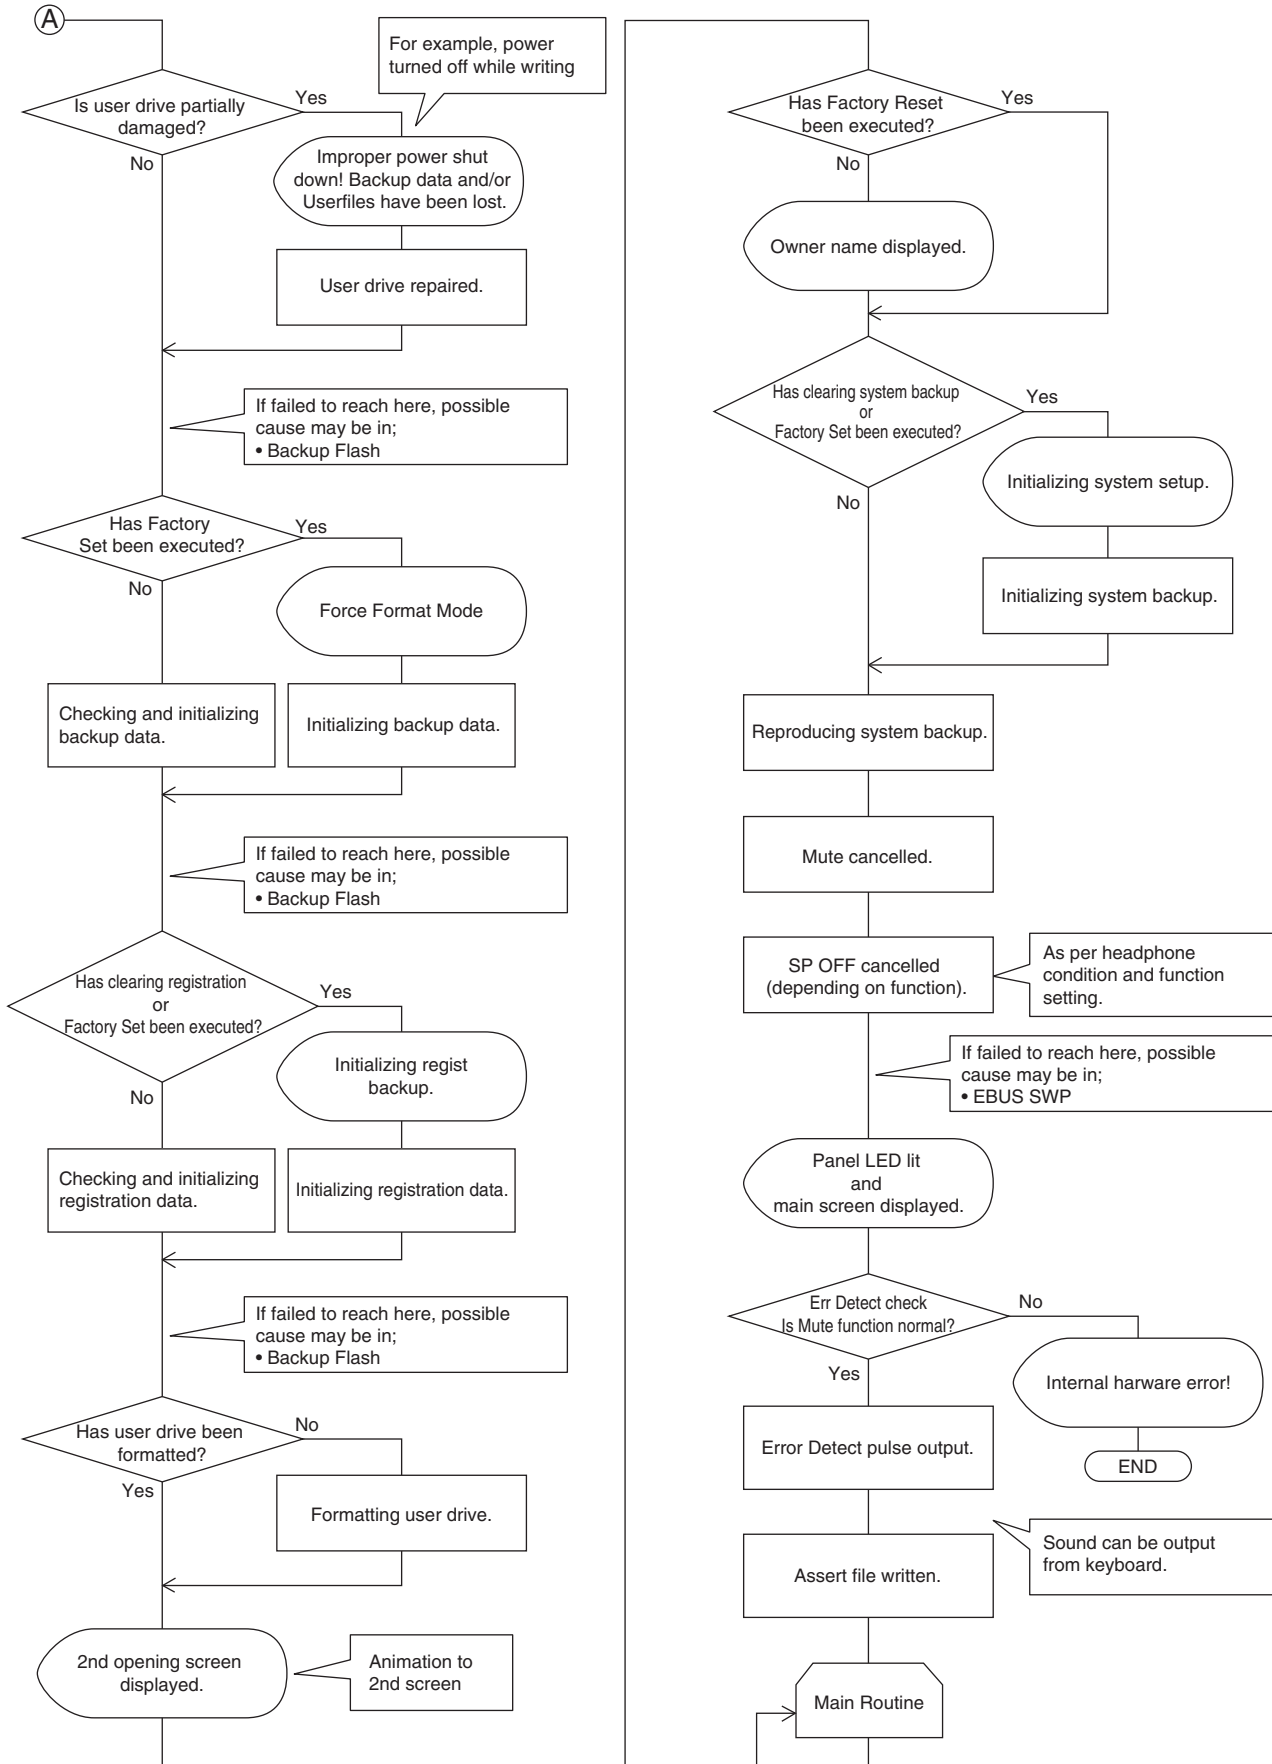 A
For example, power
turned off while writing
Is user drive partially
damaged?
Yes
No
Improper power shut
down! Backup data and/or
Userfiles have been lost.
User drive repaired.
If failed to reach here, possible
cause may be in;
• Backup Flash
Has Factory
Set been executed?
Yes
No
Force Format Mode
Checking and initializing
backup data.
Initializing backup data.
If failed to reach here, possible
cause may be in;
• Backup Flash
Has clearing registration
or
Factory Set been executed?
Yes
No
Initializing regist
backup.
Checking and initializing
registration data.
Initializing registration data.
If failed to reach here, possible
cause may be in;
• Backup Flash
Has user drive been
formatted?
No
Yes
Formatting user drive.
2nd opening screen
displayed.
Animation to
2nd screen
Has Factory Reset
been executed?
Yes
No
Owner name displayed.
Has clearing system backup
or
Factory Set been executed?
Yes
No
Initializing system setup.
Initializing system backup.
Reproducing system backup.
Mute cancelled.
SP OFF cancelled
(depending on function).
As per headphone
condition and function
setting.
If failed to reach here, possible
cause may be in;
• EBUS SWP
Panel LED lit
and
main screen displayed.
Err Detect check
Is Mute function normal?
No
Yes
Internal harware error!
END
Error Detect pulse output.
Sound can be output
from keyboard.
Assert file written.
Main Routine